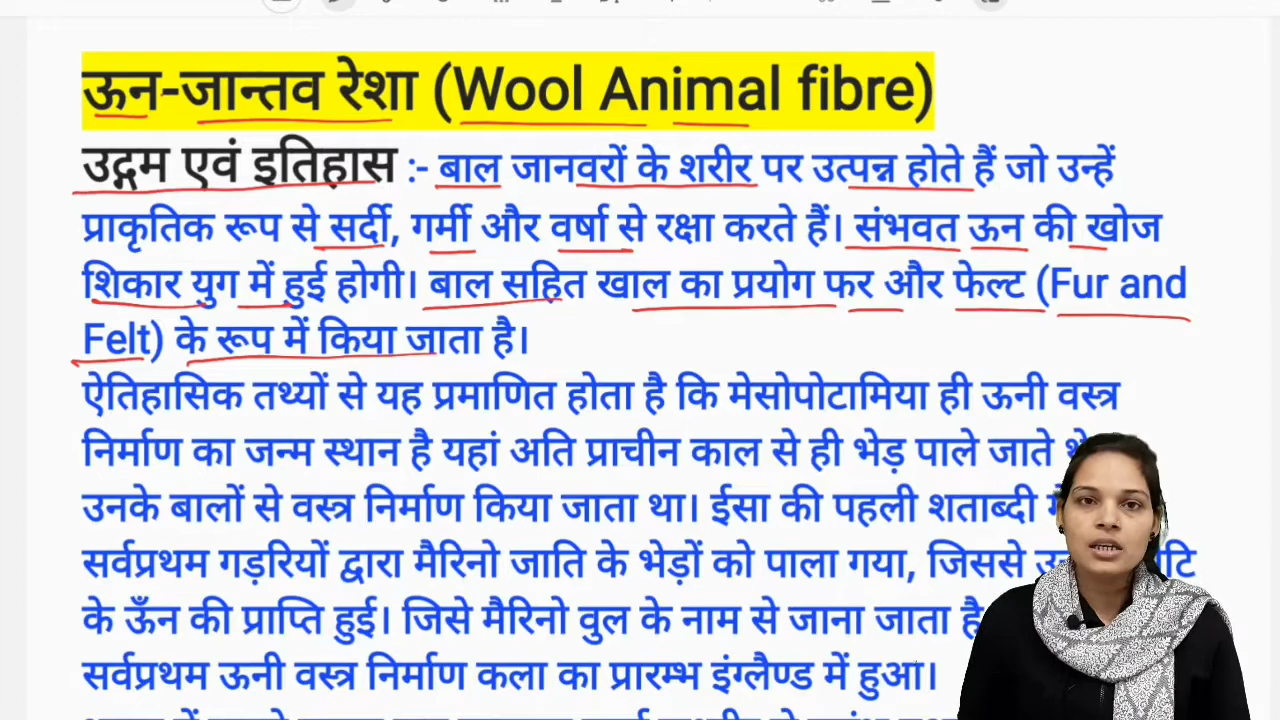 ऊन-जान्तव रेशा (Wool Animal fibre)
उद्गम एवं इतिहास :- बाल जानवरों के शरीर पर उत्पन्न होते हैं जो उन्हें
प्राकृतिक रूप से सर्दी, गर्मी और वर्षा से रक्षा करते हैं। संभवत ऊन की खोज
शिकार युग में हुई होगी। बाल सहित खाल का प्रयोग फर और फेल्ट (Fur and
Felt) के रूप में किया जाता है।
ऐतिहासिक तथ्यों से यह प्रमाणित होता है कि मेसोपोटामिया ही ऊनी वस्त्र
निर्माण का जन्म स्थान है यहां अति प्राचीन काल से ही भेड़ पाले जाते
उनके बालों से वस्त्र निर्माण किया जाता था। ईसा की पहली शताब्दी
सर्वप्रथम गड़रियों द्वारा मैरिनो जाति के भेड़ों को पाला गया, जिससे
के ऊँन की प्राप्ति हुई। जिसे मैरिनो वुल के नाम से जाना जाता है
सर्वप्रथम ऊनी वस्त्र निर्माण कला का प्रारम्भ इंग्लैण्ड में हुआ।